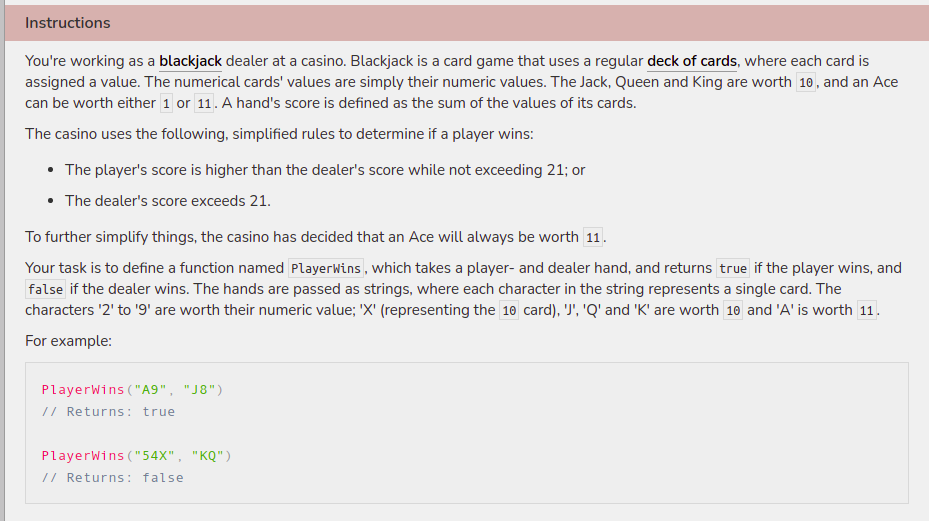 Instructions
You're working as a blackjack dealer at a casino. Blackjack is a card game that uses a regular deck of cards, where each card is
assigned a value. The numerical cards' values are simply their numeric values. The Jack, Queen and King are worth 10, and an Ace
can be worth either 1 or 11. A hand's score is defined as the sum of the values of its cards.
The casino uses the following, simplified rules to determine if a player wins:
• The player's score is higher than the dealer's score while not exceeding 21; or
• The dealer's score exceeds 21.
To further simplify things, the casino has decided that an Ace will always be worth 11.
Your task is to define a function named PlayerWins, which takes a player- and dealer hand, and returns true if the player wins, and
false if the dealer wins. The hands are passed as strings, where each character in the string represents a single card. The
characters '2' to '9' are worth their numeric value; 'X' (representing the 10 card), 'J', 'Q' and 'K' are worth 10 and 'A' is worth 11.
For example:
PlayerWins("A9", "J8")
// Returns: true
PlayerWins("54X", "KQ")
// Returns: false